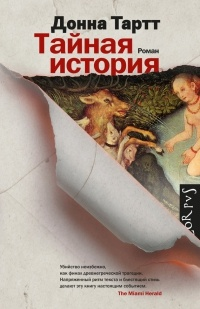 Донна Тартт
Тайная
Роман
история
corpvs
Убийство неизбежно,
как финал древнегреческой трагедии.
Напряженный ритм текста и блестящий стиль
делают эту книгу настоящим событием.
The Miami Herald